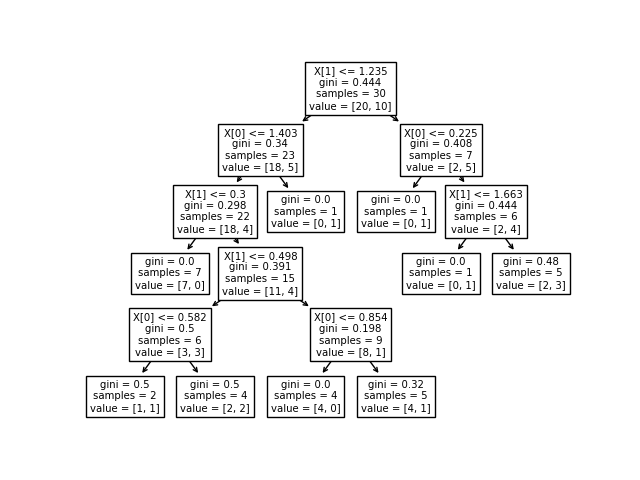 X[1] <= 1.235
gini = 0.444
samples = 30
value = [20, 10]
X[0] <= 1.403
gini = 0.34
samples = 23
value = [18, 5]
X[0] <= 0.225
gini = 0.408
samples = 7
value = [2, 5]
X[1] <= 0.3
gini = 0.298
samples = 22
value = [18, 4]
gini = 0.0
samples = 1
value = [0, 1]
gini = 0.0
samples = 1
value = [0, 1]
X[1] <= 1.663
gini = 0.444
samples = 6
value = [2, 4]
gini = 0.0
samples = 7
value = [7, 0]
X[1] <= 0.498
gini = 0.391
samples = 15
value = [11, 4]
gini = 0.0
samples = 1
value = [0, 1]
gini = 0.48
samples = 5
value = [2, 3]
X[0] <= 0.582
gini = 0.5
samples = 6
value = [3, 3]
X[0] <= 0.854
gini = 0.198
samples = 9
value = [8, 1]
gini = 0.5
samples = 2
value = [1, 1]
gini = 0.5
samples = 4
value = [2, 2]
gini = 0.0
samples = 4
value = [4, 0]
gini = 0.32
samples = 5
value = [4, 1]